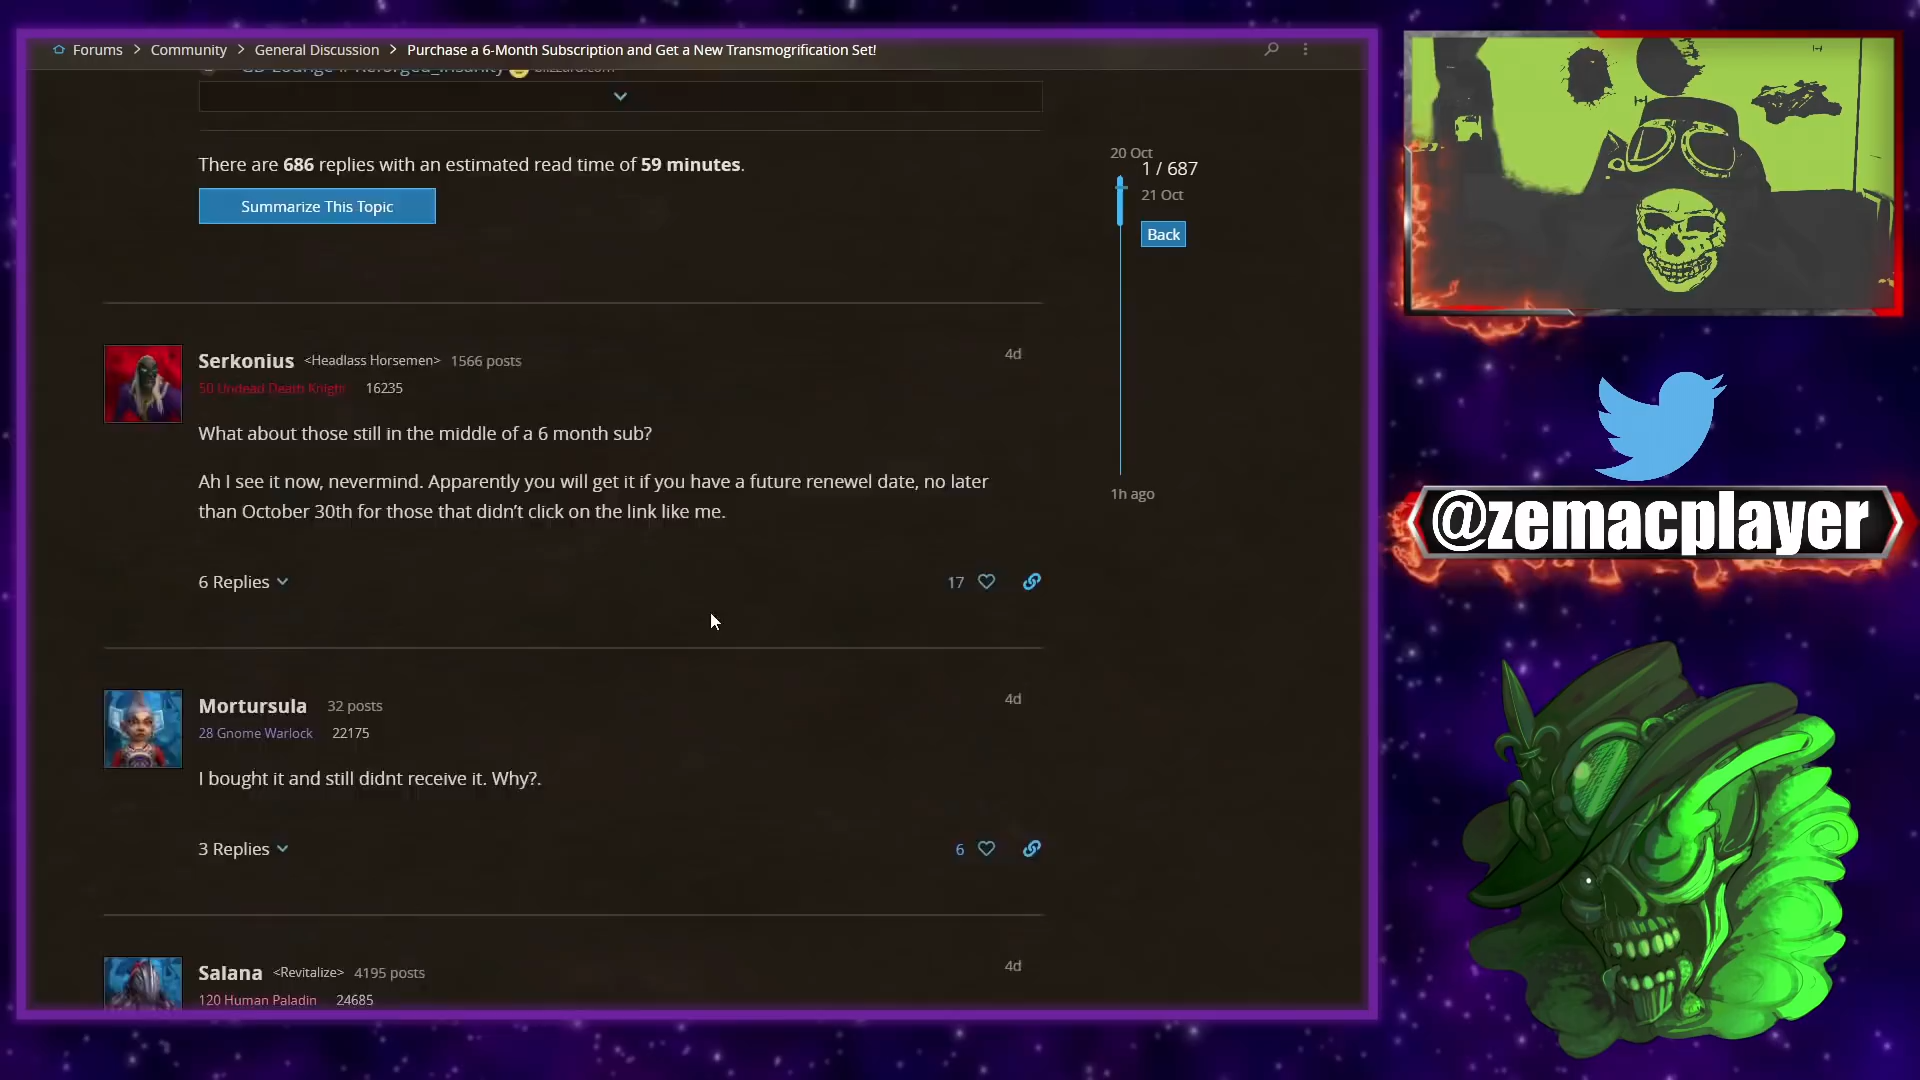 Forums > Community > General Discussion > Purchase a 6-Month Subscription and Get a New Transmogrification Set!
There are 686 replies with an estimated read time of 59 minutes.
Summarize This Topic
20 Oct
1 / 687
21 Oct
Back
1h ago
Serkonius <Headlass Horsemen> 1566 posts
4d
50 Undead Death Knight 16235
What about those still in the middle of a 6 month sub?
Ah I see it now, nevermind. Apparently you will get it if you have a future renewel date, no later
than October 30th for those that didn't click on the link like me.
6 Replies
17
Mortursula 32 posts
4d
28 Gnome Warlock 22175
I bought it and still didnt receive it. Why?.
3 Replies
6
Salana <Revitalize> 4195 posts
4d
120 Human Paladin 24685
@zemacplayer